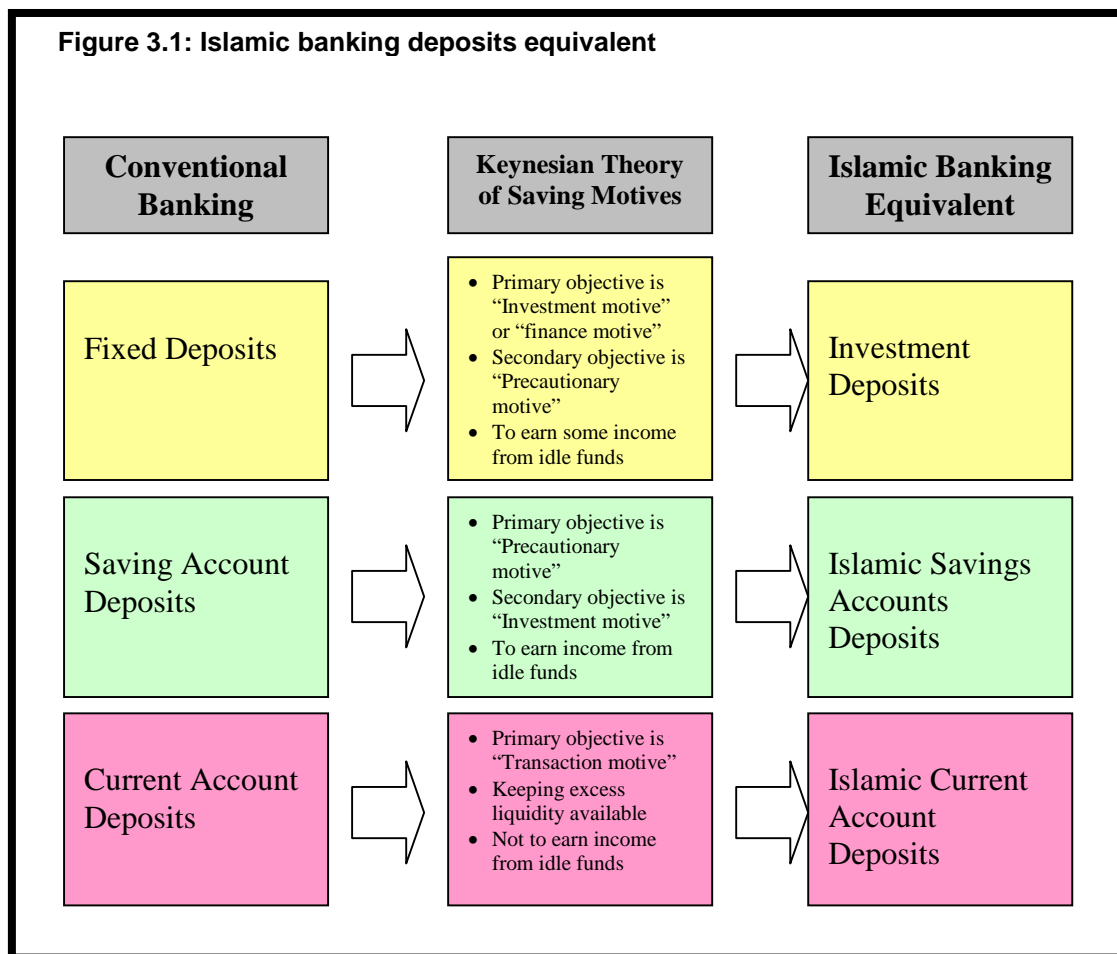 Figure 3.1: Islamic banking deposits equivalent
Conventional
Banking
Keynesian Theory
of Saving Motives
Islamic Banking
Equivalent
Fixed Deposits
• Primary objective is
“Investment motive”
or “finance motive”
• Secondary objective is
“Precautionary
motive”
• To earn some income
from idle funds
Investment
Deposits
Saving Account
Deposits
• Primary objective is
“Precautionary
motive”
• Secondary objective is
“Investment motive”
• To earn income from
idle funds
Islamic Savings
Accounts
Deposits
Current Account
Deposits
• Primary objective is
“Transaction motive”
• Keeping excess
liquidity available
• Not to earn income
from idle funds
Islamic Current
Account
Deposits